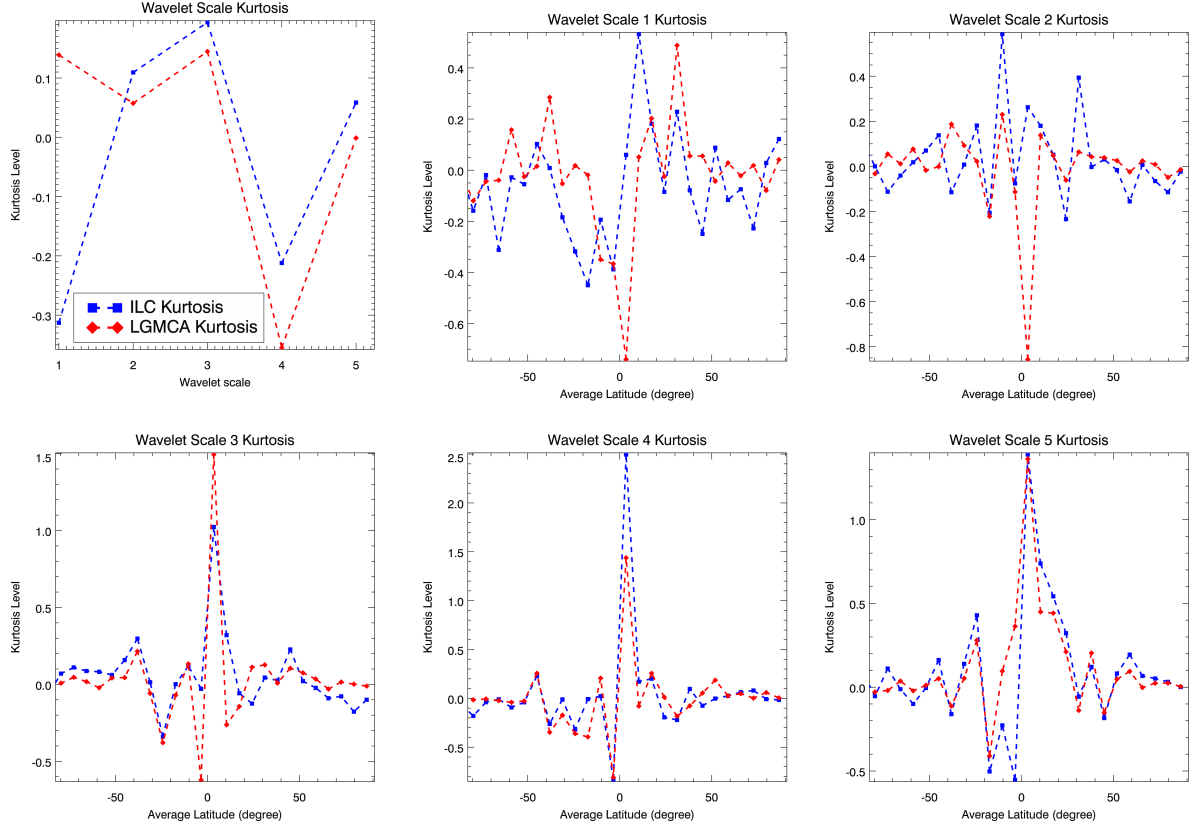 Wavelet Scale Kurtosis
Kurtosis Level
0.1
0.0
-0.1
-0.2
-0.3
ILC Kurtosis
LGMCA Kurtosis
1 2 3 4 5
Wavelet scale
Wavelet Scale 1 Kurtosis
Kurtosis Level
0.4
0.2
0.0
-0.2
-0.4
-0.6
-50 0 50
Average Latitude (degree)
Wavelet Scale 2 Kurtosis
Kurtosis Level
0.4
0.2
0.0
-0.2
-0.4
-0.6
-0.8
-50 0 50
Average Latitude (degree)
Wavelet Scale 3 Kurtosis
Kurtosis Level
1.5
1.0
0.5
0.0
-0.5
-50 0 50
Average Latitude (degree)
Wavelet Scale 4 Kurtosis
Kurtosis Level
2.5
2.0
1.5
1.0
0.5
0.0
-0.5
-50 0 50
Average Latitude (degree)
Wavelet Scale 5 Kurtosis
Kurtosis Level
1.0
0.5
0.0
-0.5
-50 0 50
Average Latitude (degree)